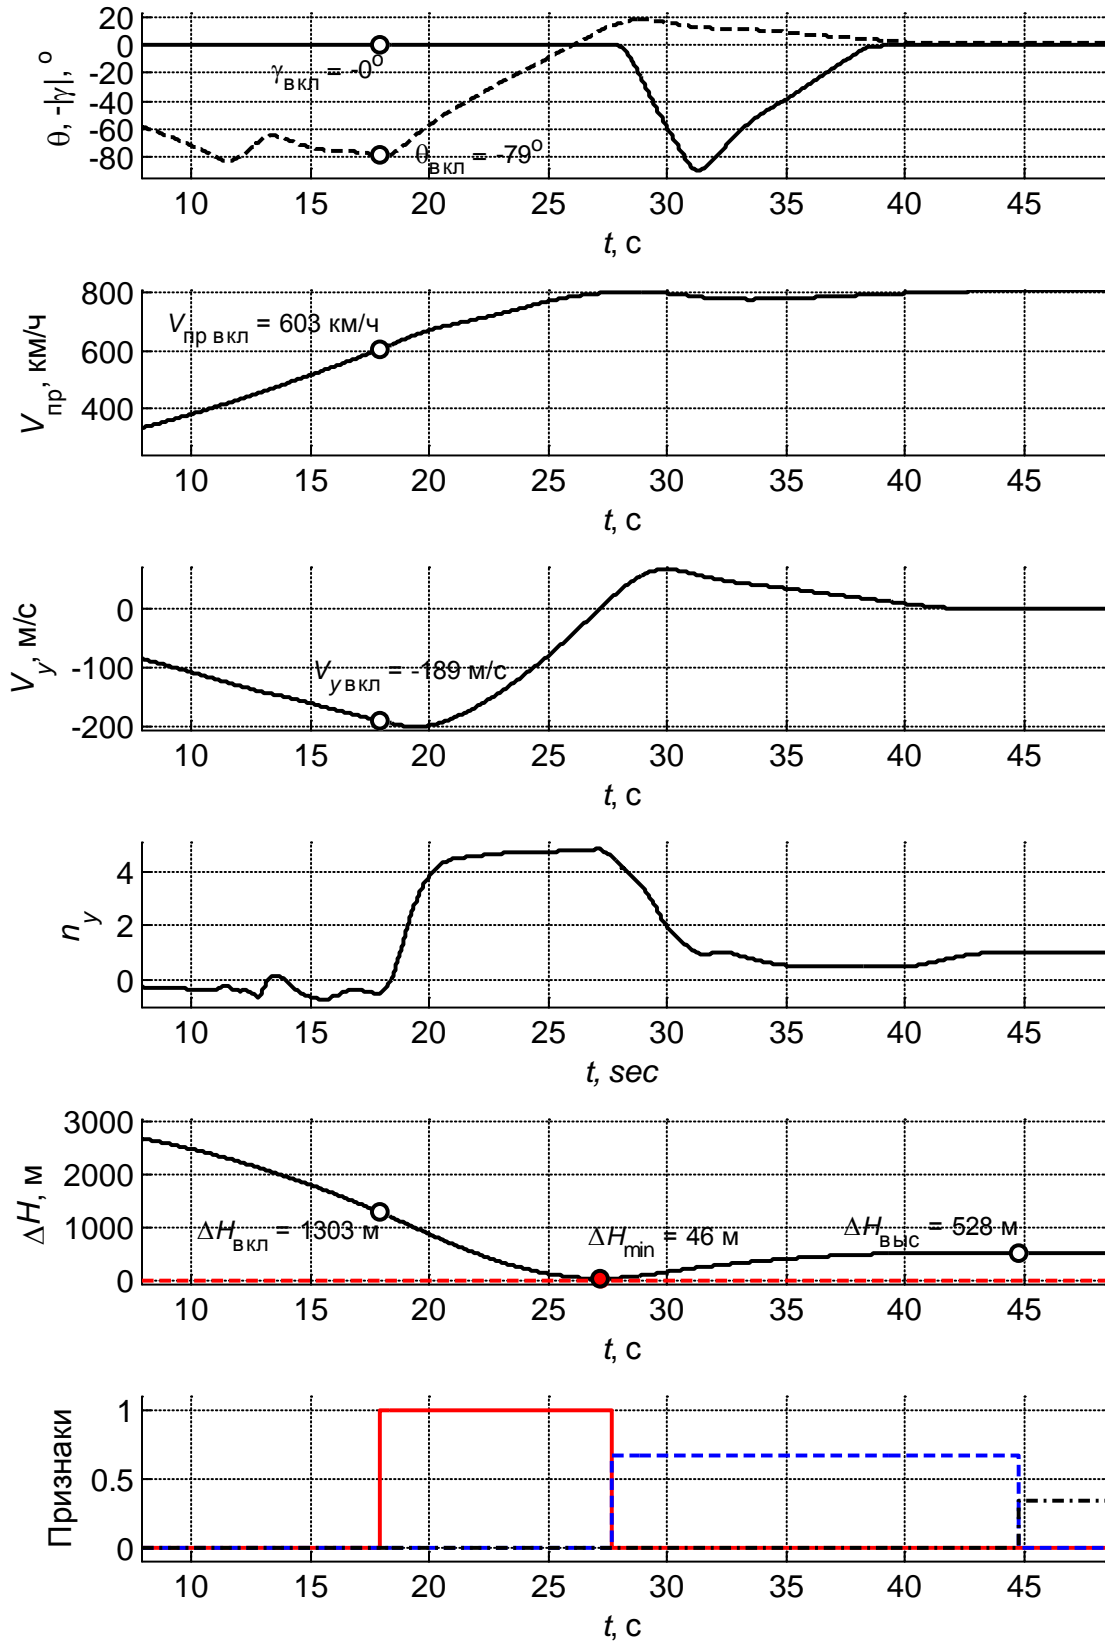 20
0
-20
-40
-60
-80
θ, -|γ|, °
γвкл = -0°
θвкл = -79°
10 15 20 25 30 35 40 45
t, с
800
600
400
Vпр, км/ч
Vпр вкл = 603 км/ч
10 15 20 25 30 35 40 45
t, с
0
-100
-200
Vy, м/с
Vy вкл = -189 м/с
10 15 20 25 30 35 40 45
t, с
4
2
0
ny
10 15 20 25 30 35 40 45
t, sec
3000
2000
1000
0
ΔH, м
ΔHвкл = 1303 м
ΔHmin = 46 м
ΔHвыс = 528 м
10 15 20 25 30 35 40 45
t, с
1
0.5
0
Признаки
10 15 20 25 30 35 40 45
t, с